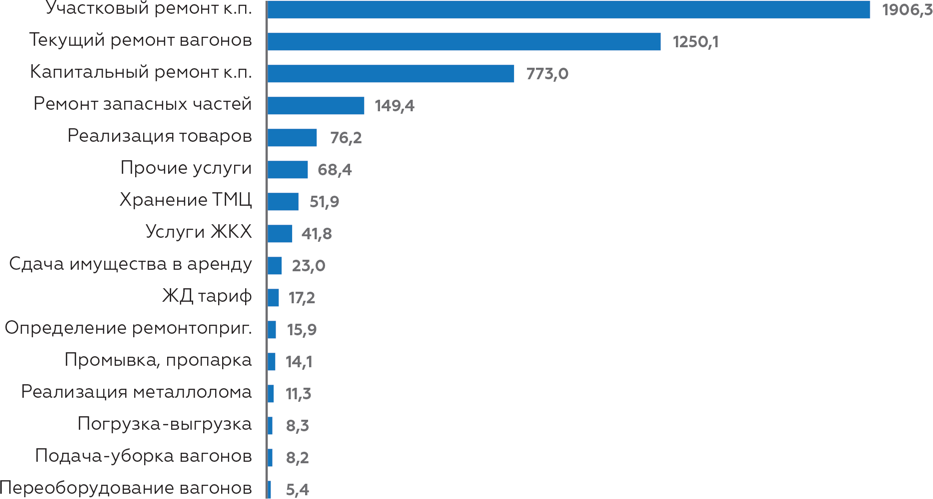 Участковый ремонт к.п. 1906,3
Текущий ремонт вагонов 1250,1
Капитальный ремонт к.п. 773,0
Ремонт запасных частей 149,4
Реализация товаров 76,2
Прочие услуги 68,4
Хранение ТМЦ 51,9
Услуги ЖКХ 41,8
Сдача имущества в аренду 23,0
ЖД тариф 17,2
Определение ремонтоприг. 15,9
Промывка, пропарка 14,1
Реализация металлолома 11,3
Погрузка-выгрузка 8,3
Подача-уборка вагонов 8,2
Переоборудование вагонов 5,4